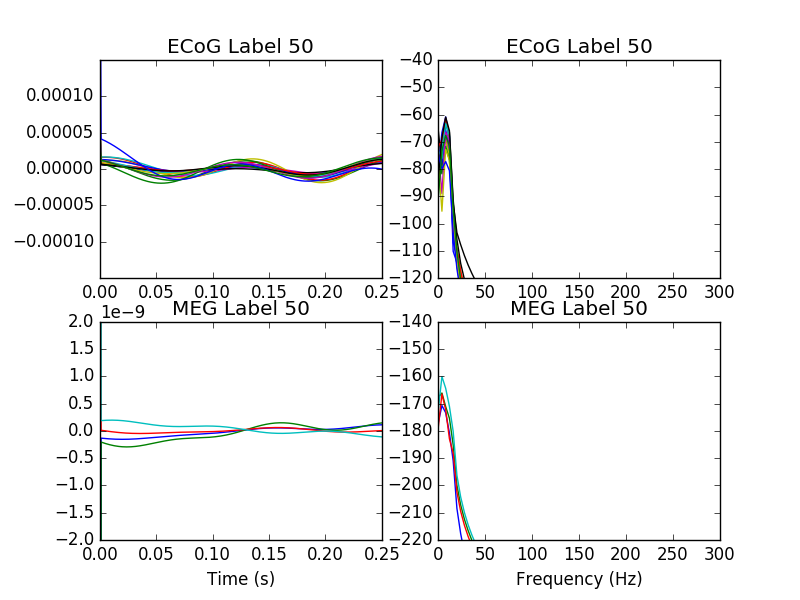 ECoG Label 50
0.00010
0.00005
0.00000
−0.00005
−0.00010
0.00 0.05 0.10 0.15 0.20 0.25
ECoG Label 50
−40
−50
−60
−70
−80
−90
−100
−110
−120
0 50 100 150 200 250 300
MEG Label 50
1e−9
2.0
1.5
1.0
0.5
0.0
−0.5
−1.0
−1.5
−2.0
0.00 0.05 0.10 0.15 0.20 0.25
Time (s)
MEG Label 50
−140
−150
−160
−170
−180
−190
−200
−210
−220
0 50 100 150 200 250 300
Frequency (Hz)